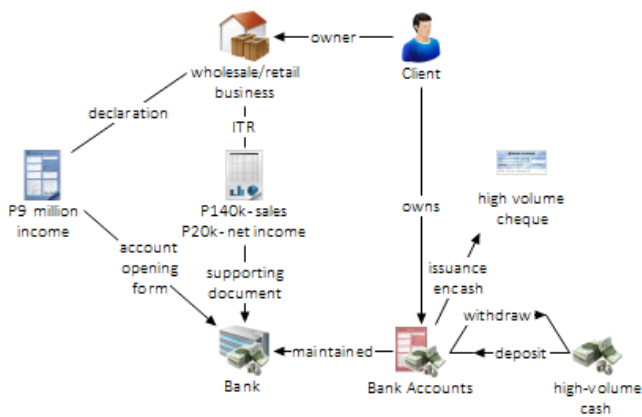 owner
wholesale/retail
business
Client
declaration
ITR
P9 million
income
P140k- sales
P20k- net income
owns
high volume
cheque
account
opening
form
supporting
document
issuance
encash
withdraw
deposit
maintained
Bank
Bank Accounts
high-volume
cash